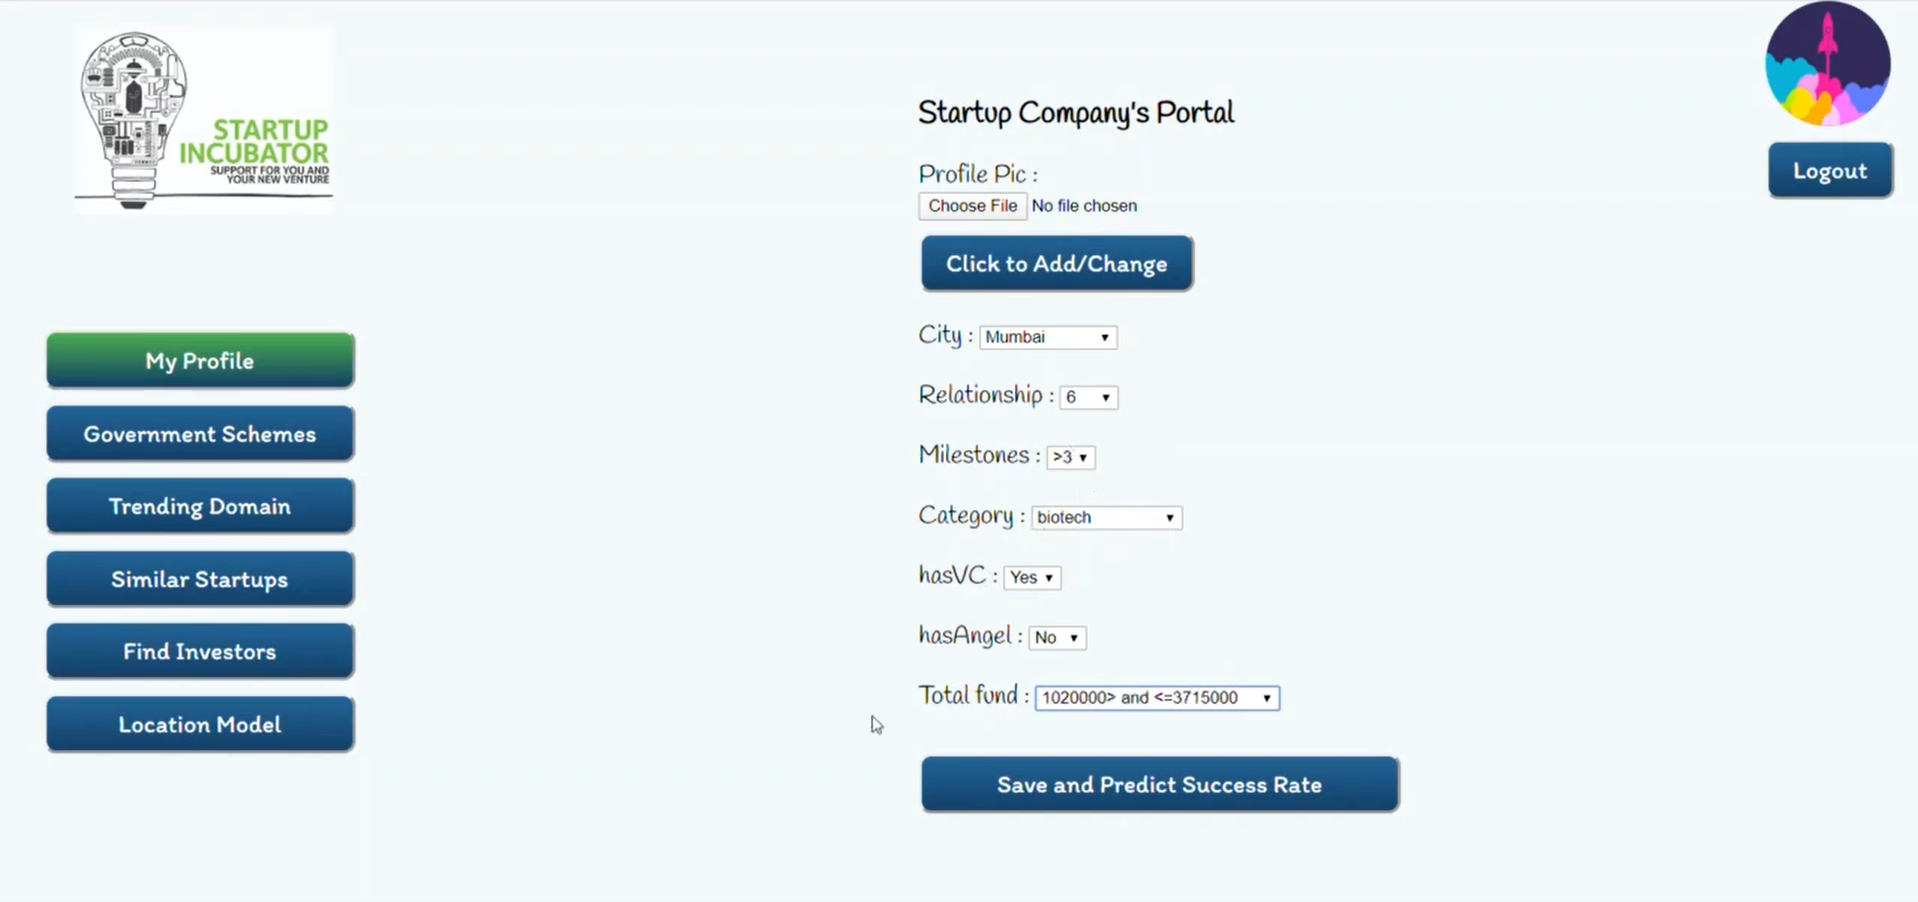 STARTUP
INCUBATOR
SUPPORT FOR YOU AND
YOUR NEW VENTURE
Logout
My Profile
Government Schemes
Trending Domain
Similar Startups
Find Investors
Location Model
Startup Company's Portal
Profile Pic :
Choose File No file chosen
Click to Add/Change
City : Mumbai
Relationship : 6
Milestones : >3
Category : biotech
hasVC : Yes
hasAngel : No
Total fund : 1020000> and <=3715000
Save and Predict Success Rate